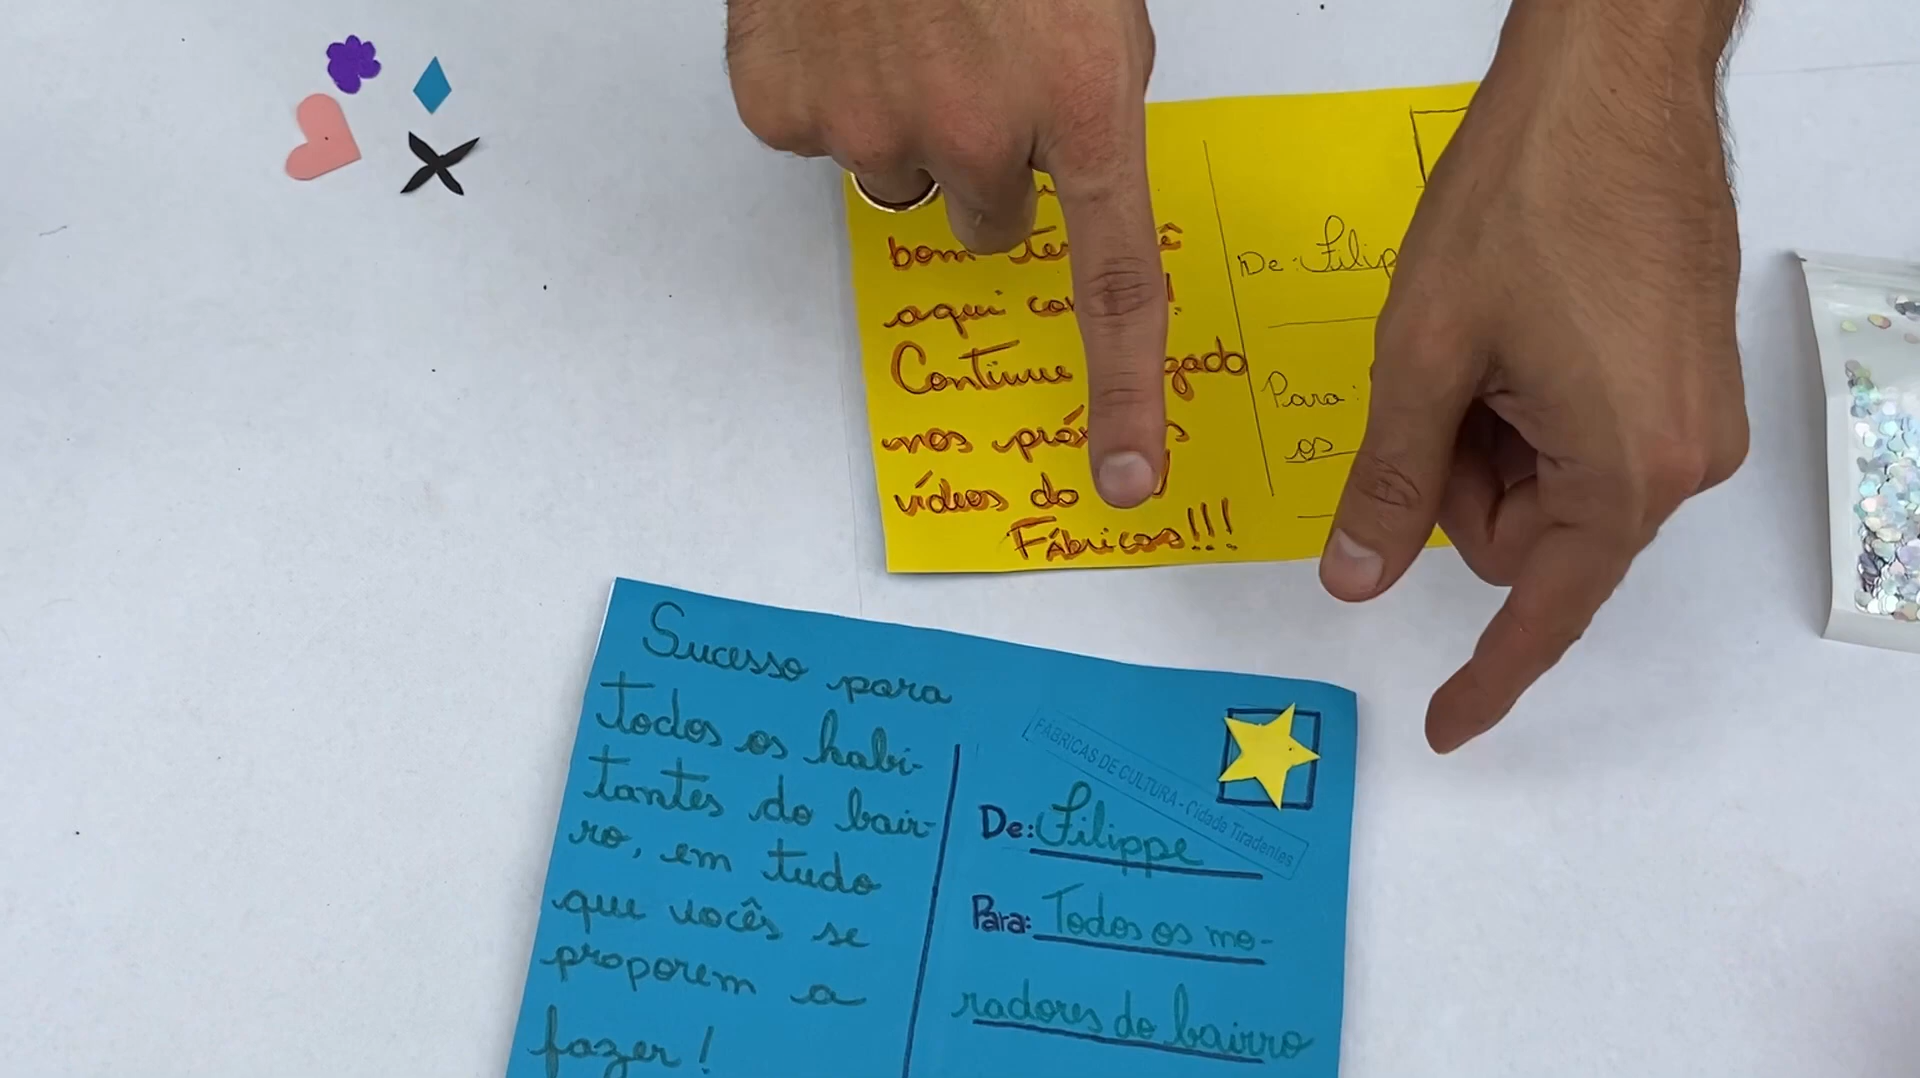 bom
aqui
Continue
nos
vídeos do
Fábricas!!!
De:
Para:
os
Sucesso para
todos os habi-
tantes do bair-
ro, em tudo
que vocês se
proporem a
fazer!
FÁBRICAS DE CULTURA - Cidade Tiradentes
De: Filippe
Para: Todos os mo-
radores do bairro